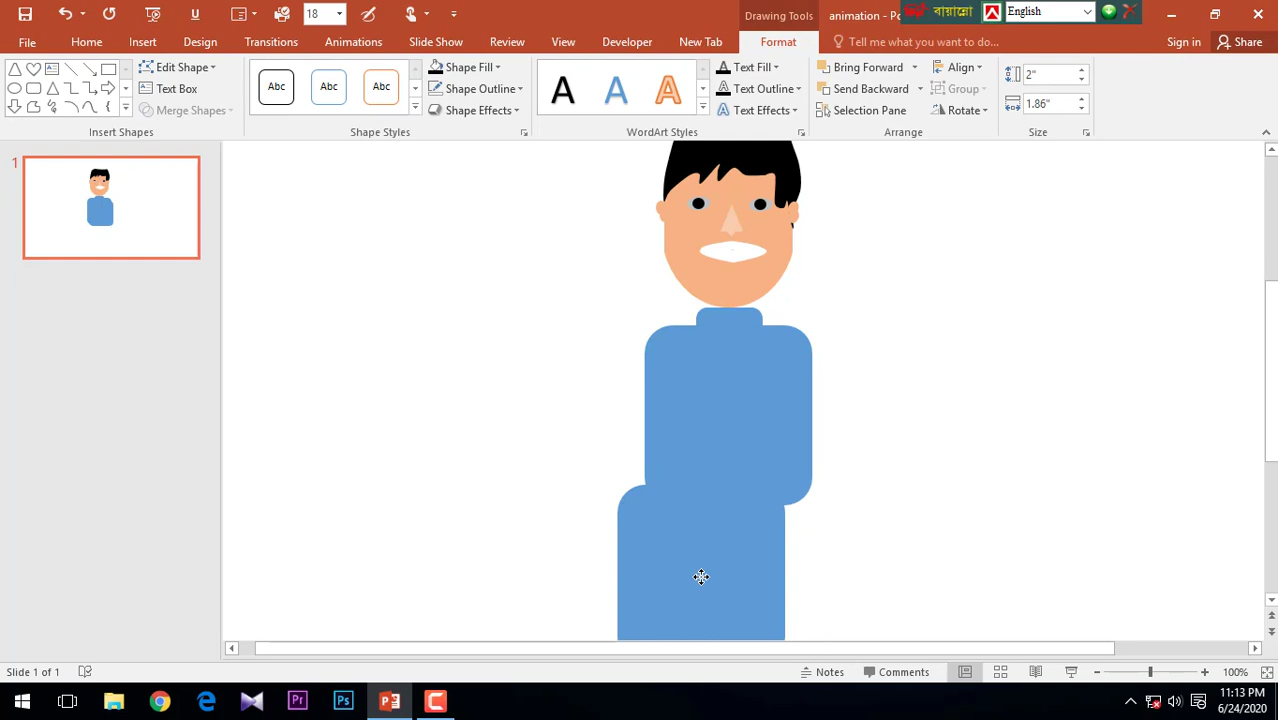 18
animation - Po
বায়ান্নো
English
File
Home
Insert
Design
Transitions
Animations
Slide Show
Review
View
Developer
New Tab
Drawing Tools
Format
Tell me what you want to do...
Sign in
Share
Edit Shape
Text Box
Merge Shapes
Insert Shapes
Abc
Abc
Abc
Shape Fill
Shape Outline
Shape Effects
Shape Styles
A
A
A
Text Fill
Text Outline
Text Effects
WordArt Styles
Bring Forward
Send Backward
Selection Pane
Align
Group
Rotate
Arrange
2"
1.86"
Size
1
Slide 1 of 1
Notes
Comments
100%
Pr
Ps
11:13 PM
6/24/2020